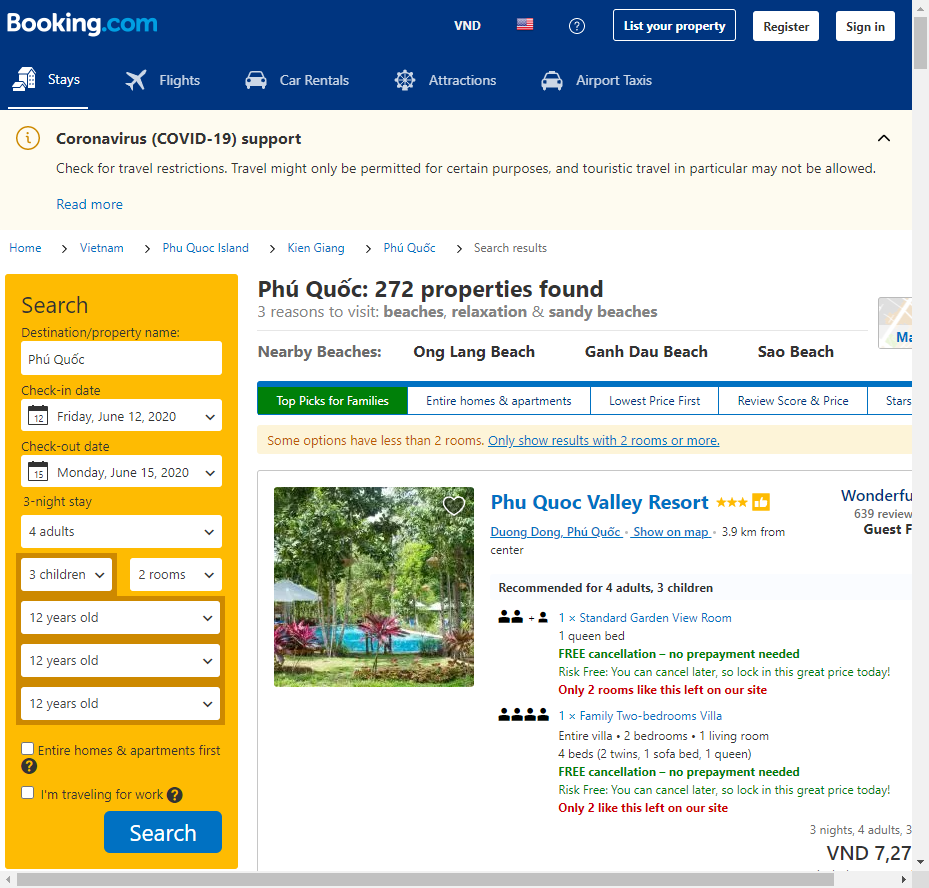 Booking.com
VND
List your property
Register
Sign in
Stays
Flights
Car Rentals
Attractions
Airport Taxis
Coronavirus (COVID-19) support
Check for travel restrictions. Travel might only be permitted for certain purposes, and touristic travel in particular may not be allowed.
Read more
Home > Vietnam > Phu Quoc Island > Kien Giang > Phú Quốc > Search results
Search
Destination/property name:
Phú Quốc
Check-in date
12 Friday, June 12, 2020
Check-out date
15 Monday, June 15, 2020
3-night stay
4 adults
3 children
2 rooms
12 years old
12 years old
12 years old
Entire homes & apartments first
I'm traveling for work
Search
Phú Quốc: 272 properties found
3 reasons to visit: beaches, relaxation & sandy beaches
Nearby Beaches: Ong Lang Beach Ganh Dau Beach Sao Beach
Top Picks for Families
Entire homes & apartments
Lowest Price First
Review Score & Price
Stars
Some options have less than 2 rooms. Only show results with 2 rooms or more.
Phu Quoc Valley Resort
Duong Dong, Phú Quốc • Show on map • 3.9 km from
center
639
Guest
Recommended for 4 adults, 3 children
1 × Standard Garden View Room
1 queen bed
FREE cancellation – no prepayment needed
Risk Free: You can cancel later, so lock in this great price today!
Only 2 rooms like this left on our site
1 × Family Two-bedrooms Villa
Entire villa • 2 bedrooms • 1 living room
4 beds (2 twins, 1 sofa bed, 1 queen)
FREE cancellation – no prepayment needed
Risk Free: You can cancel later, so lock in this great price today!
Only 2 like this left on our site
3 nights, 4 adults, 3
VND 7,27